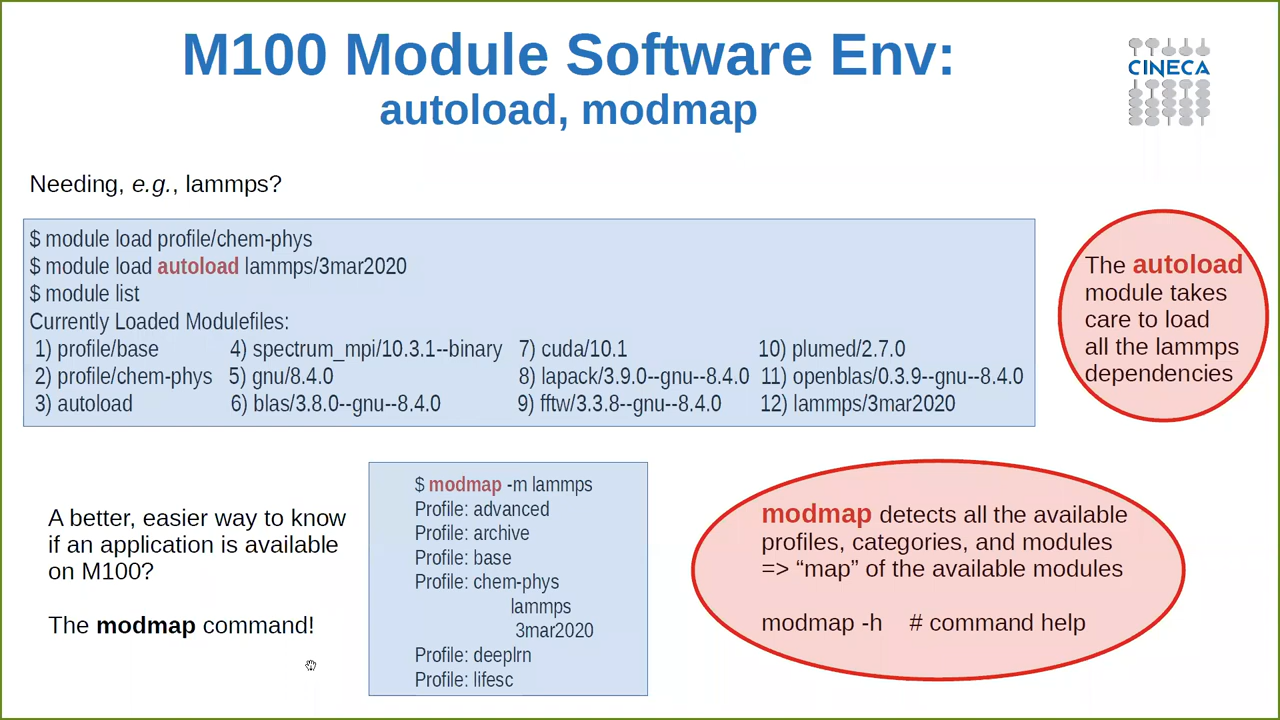 M100 Module Software Env:
autoload, modmap
CINECA
Needing, e.g., lammps?
$ module load profile/chem-phys
$ module load autoload lammps/3mar2020
$ module list
Currently Loaded Modulefiles:
1) profile/base 4) spectrum_mpi/10.3.1--binary 7) cuda/10.1 10) plumed/2.7.0
2) profile/chem-phys 5) gnu/8.4.0 8) lapack/3.9.0--gnu--8.4.0 11) openblas/0.3.9--gnu--8.4.0
3) autoload 6) blas/3.8.0--gnu--8.4.0 9) fftw/3.3.8--gnu--8.4.0 12) lammps/3mar2020
The autoload
module takes
care to load
all the lammps
dependencies
A better, easier way to know
if an application is available
on M100?
The modmap command!
$ modmap -m lammps
Profile: advanced
Profile: archive
Profile: base
Profile: chem-phys
lammps
3mar2020
Profile: deeplrn
Profile: lifesc
modmap detects all the available
profiles, categories, and modules
=> “map” of the available modules
modmap -h # command help